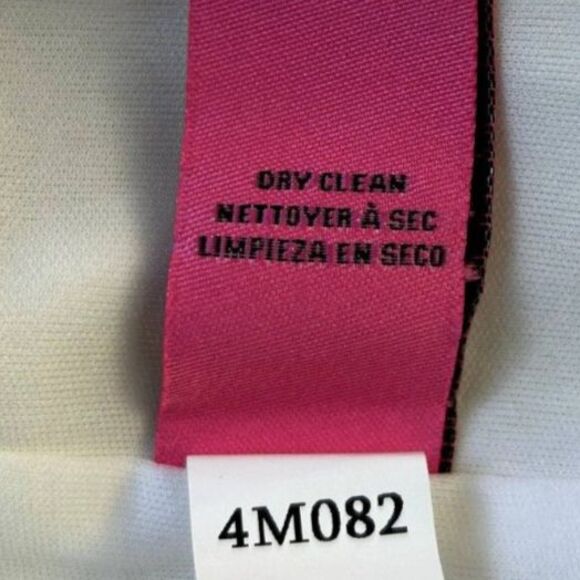 DRY CLEAN
NETTOYER À SEC
LIMPIEZA EN SECO
4M082